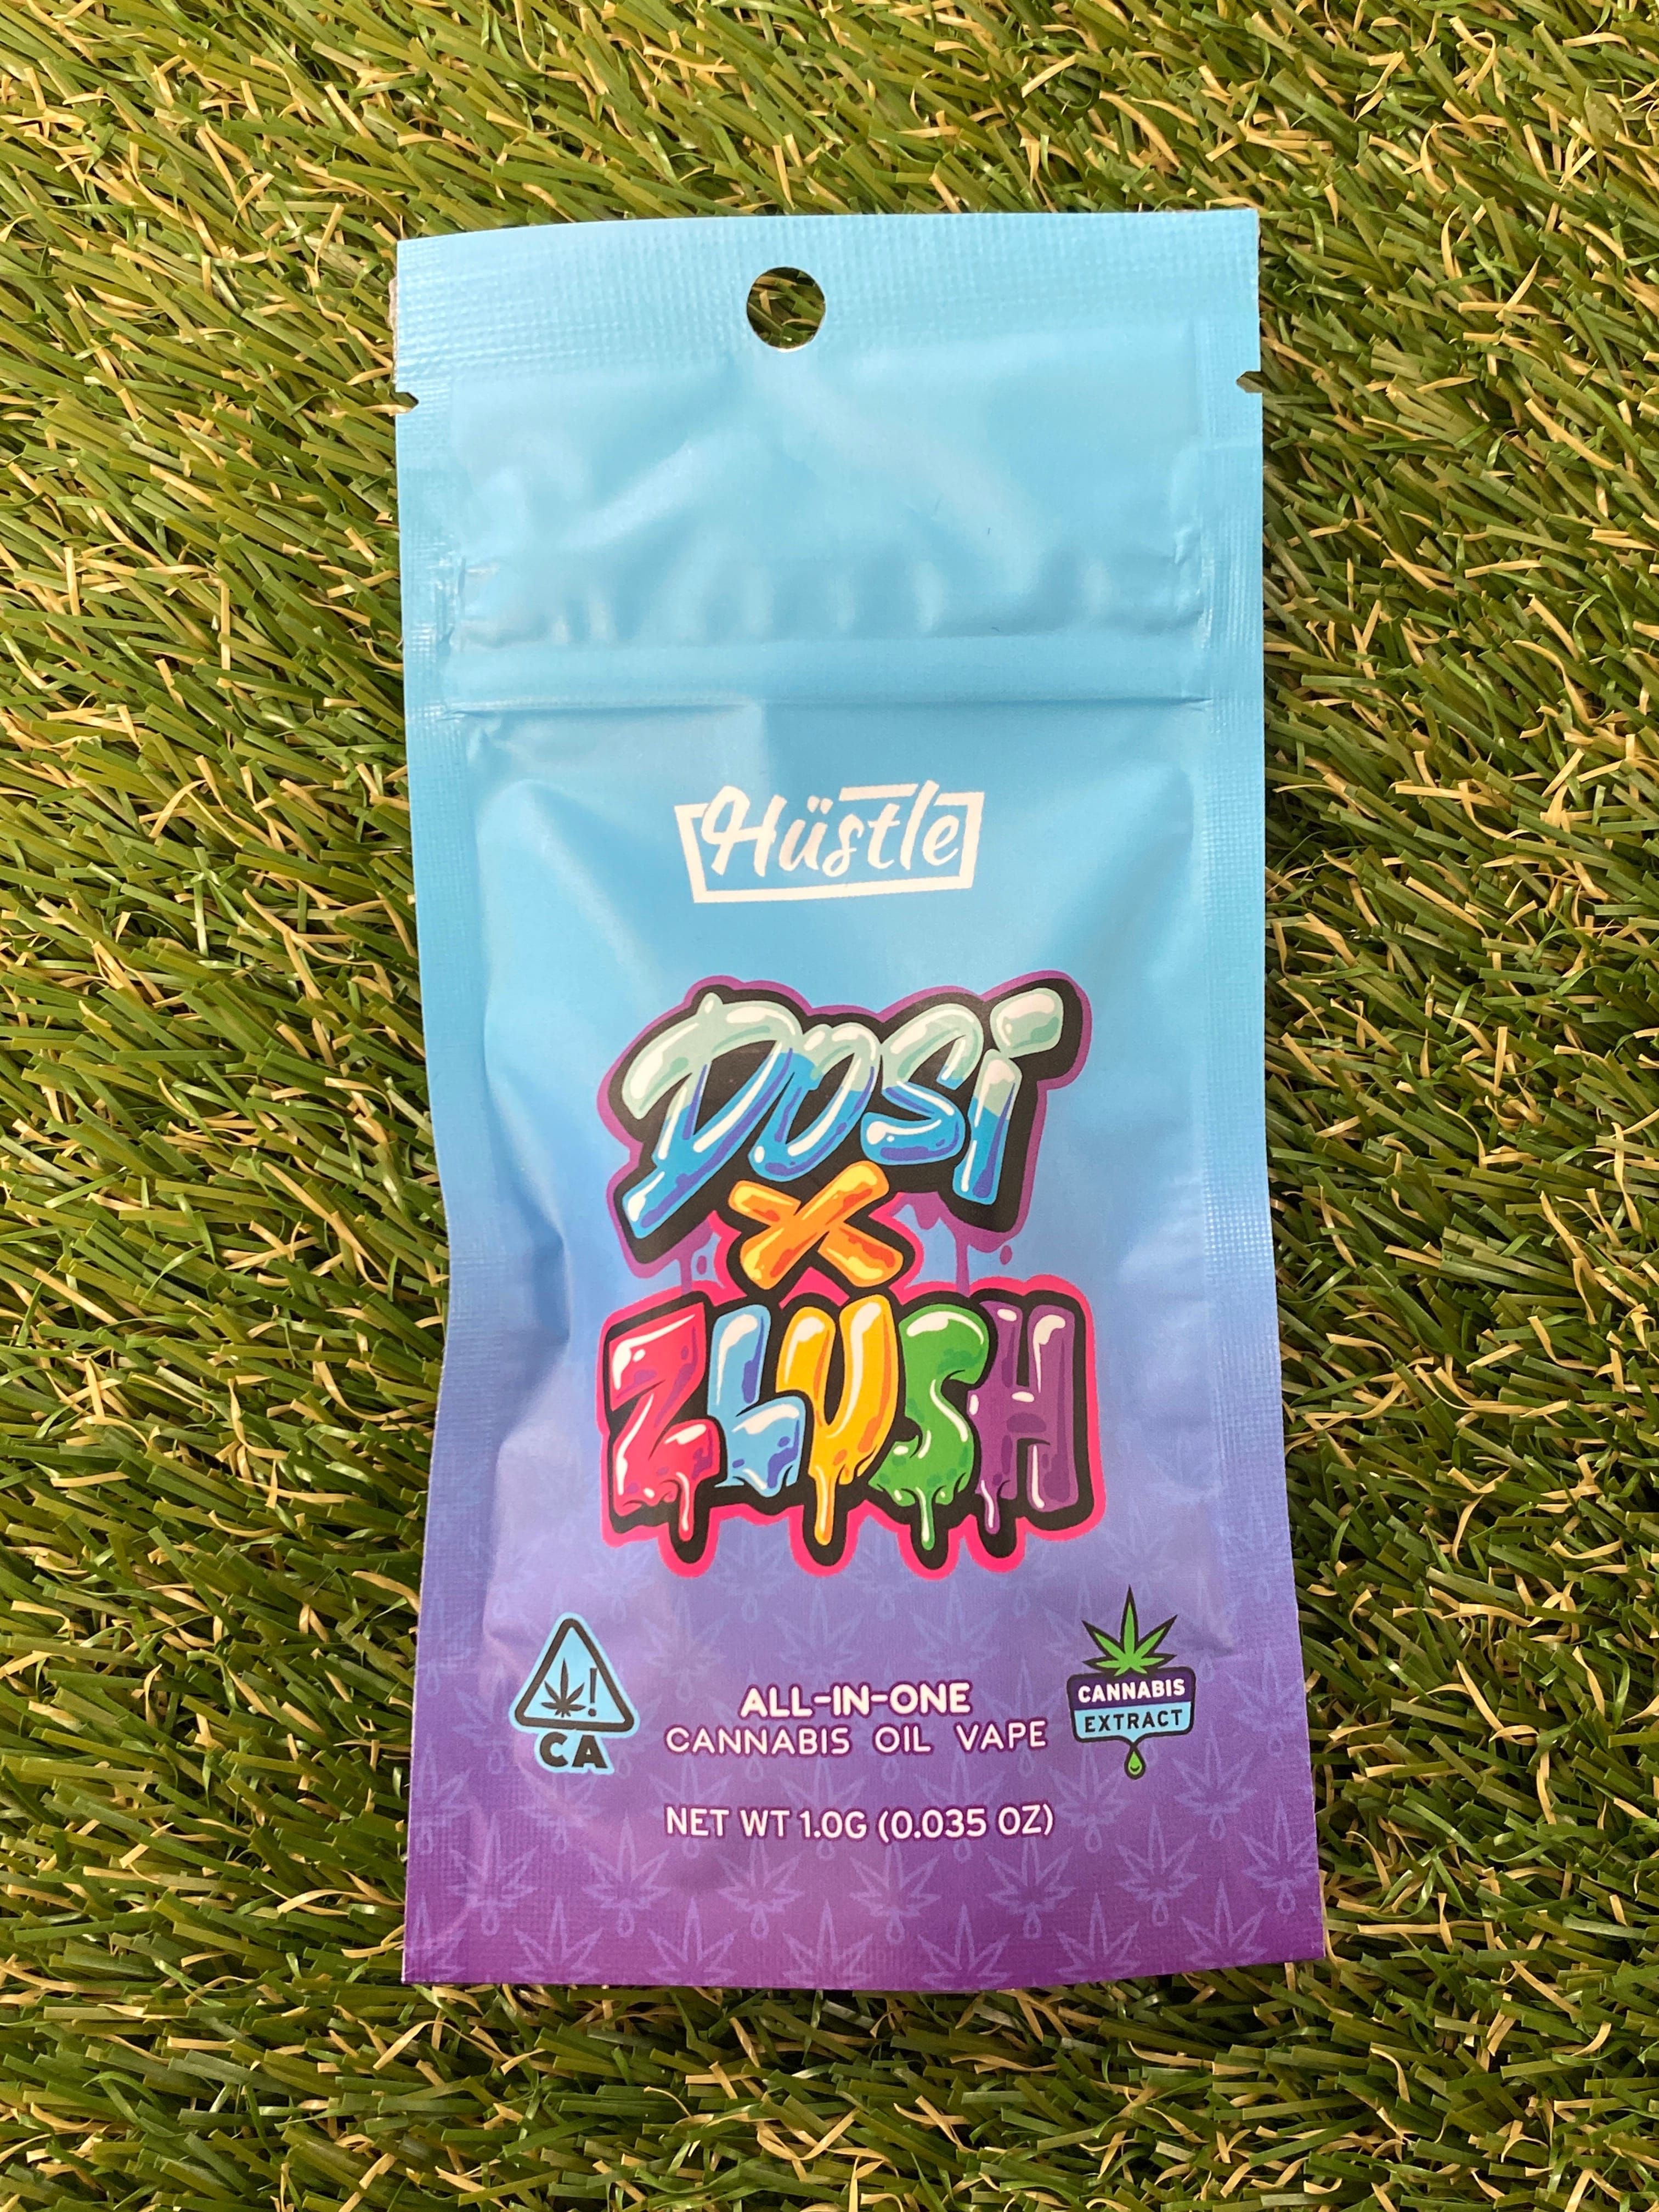 Hüstle
DOSi
X
ZLUSH
!
CA
ALL-IN-ONE
CANNABIS OIL VAPE
CANNABIS
EXTRACT
NET WT 1.0G (0.035 OZ)